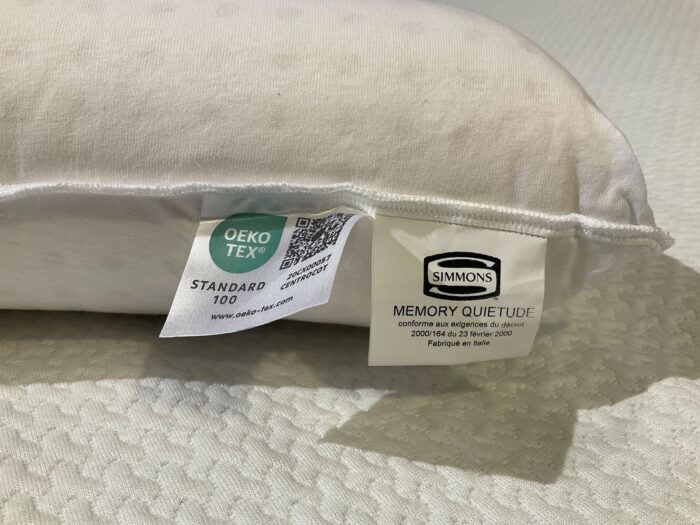 OEKO
TEX®
STANDARD
100
20CX00057
CENTROCOT
www.oeko-tex.com
SIMMONS
MEMORY QUIETUDE
conforme aux exigences du décret
2000/164 du 23 février 2000
Fabriqué en Italie